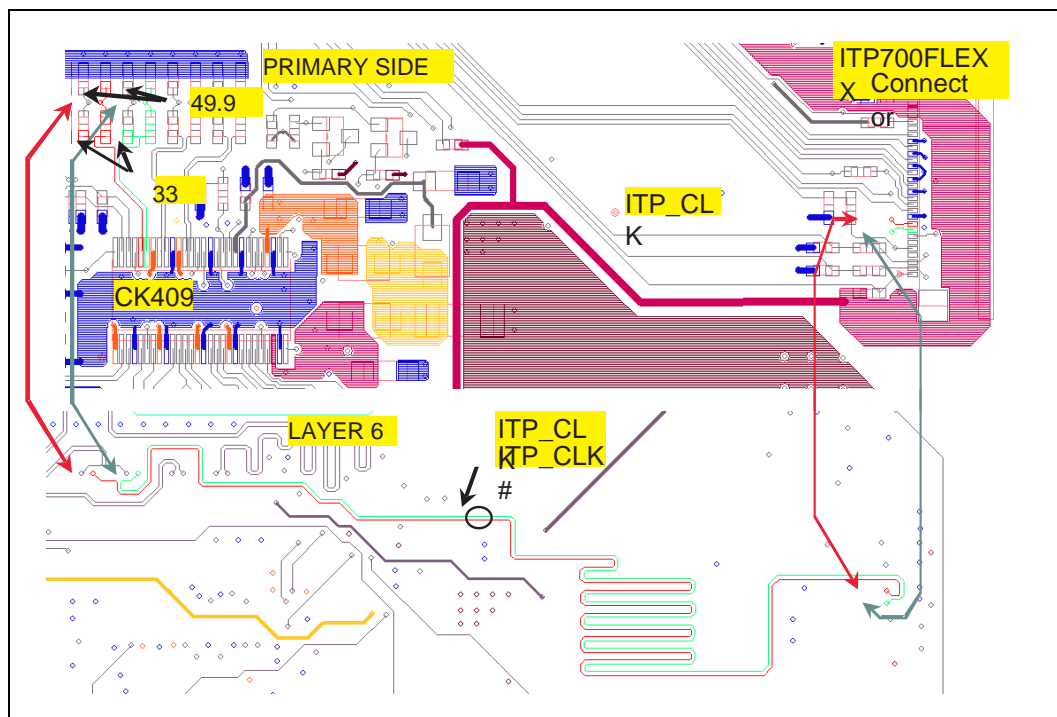 PRIMARY SIDE
ITP700FLEX
X_Connect
or
49.9
33
ITP_CL
K
CK409
LAYER 6
ITP_CL
K
ITP_CLK
#